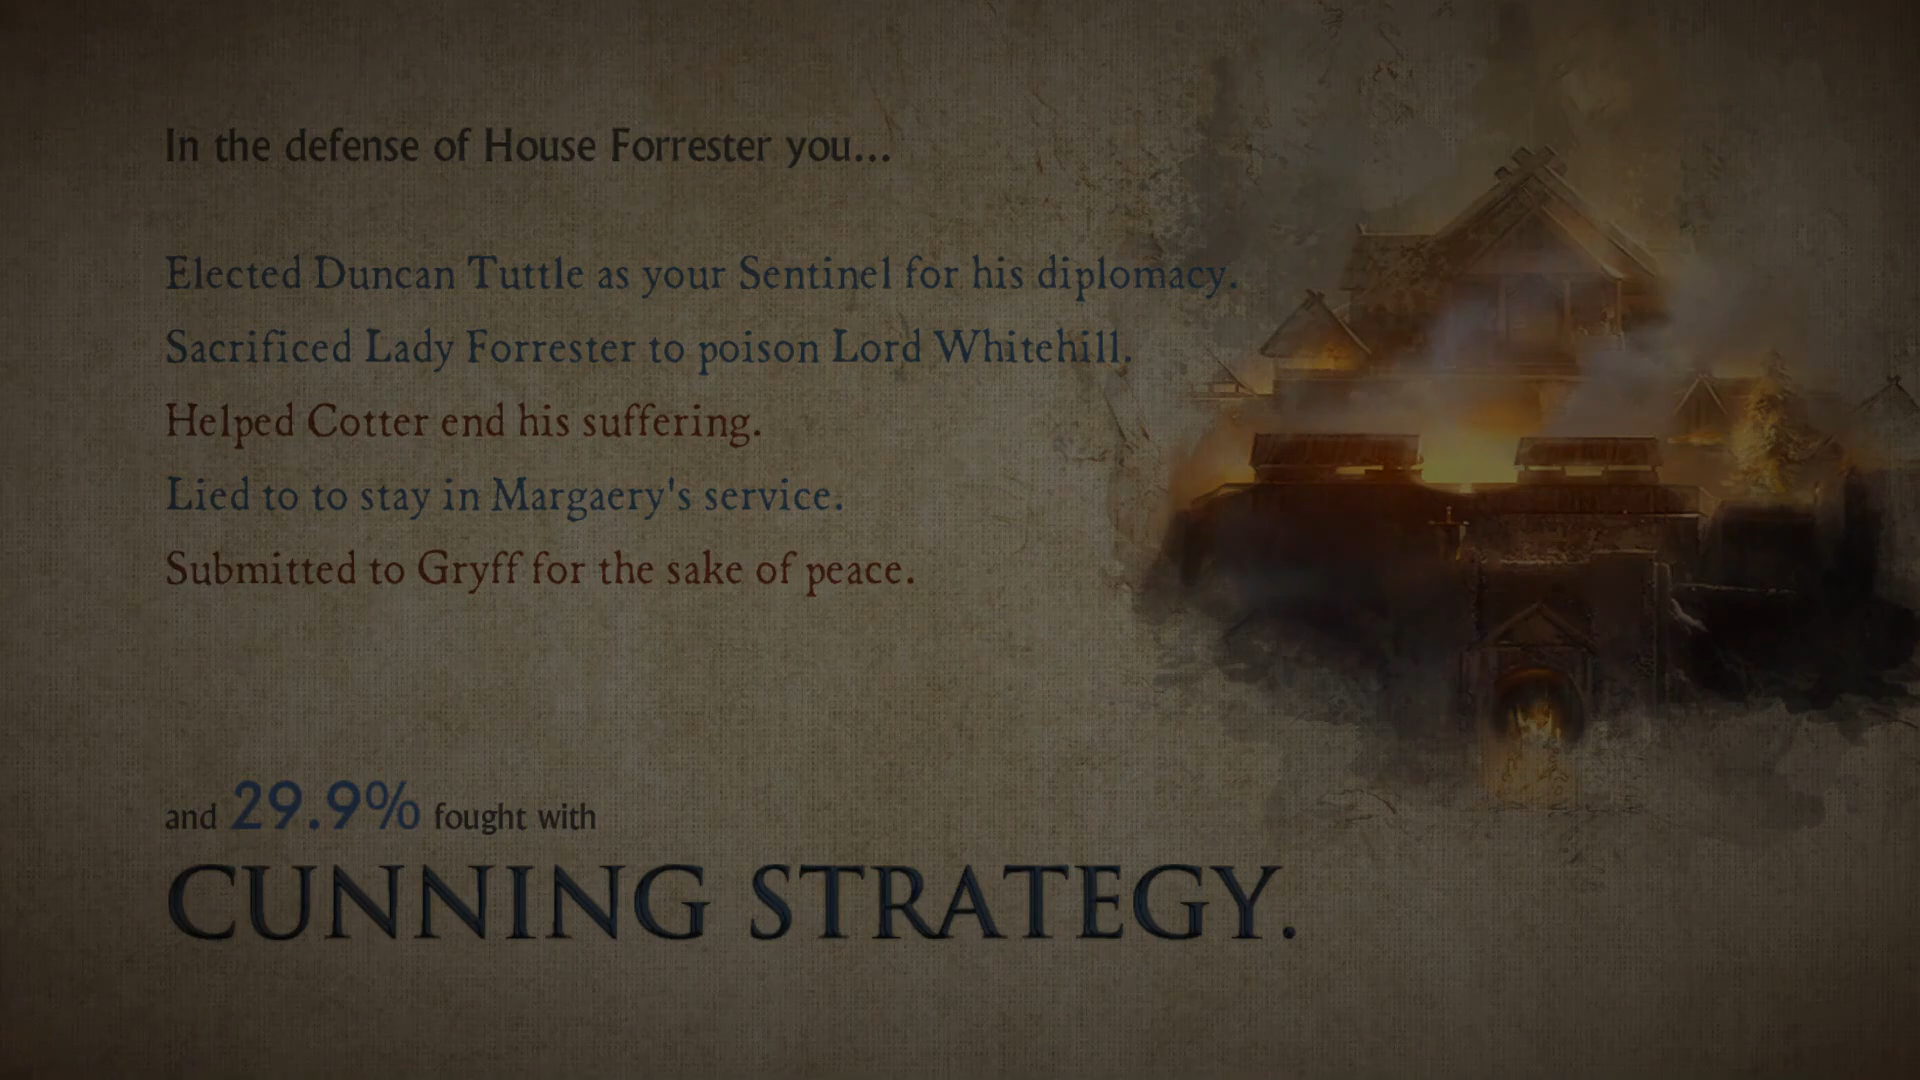 In the defense of House Forrester you...
Elected Duncan Tuttle as your Sentinel for his diplomacy.
Sacrificed Lady Forrester to poison Lord Whitehill.
Helped Cotter end his suffering.
Lied to to stay in Margaery's service.
Submitted to Gryff for the sake of peace.
and 29.9% fought with
CUNNING STRATEGY.